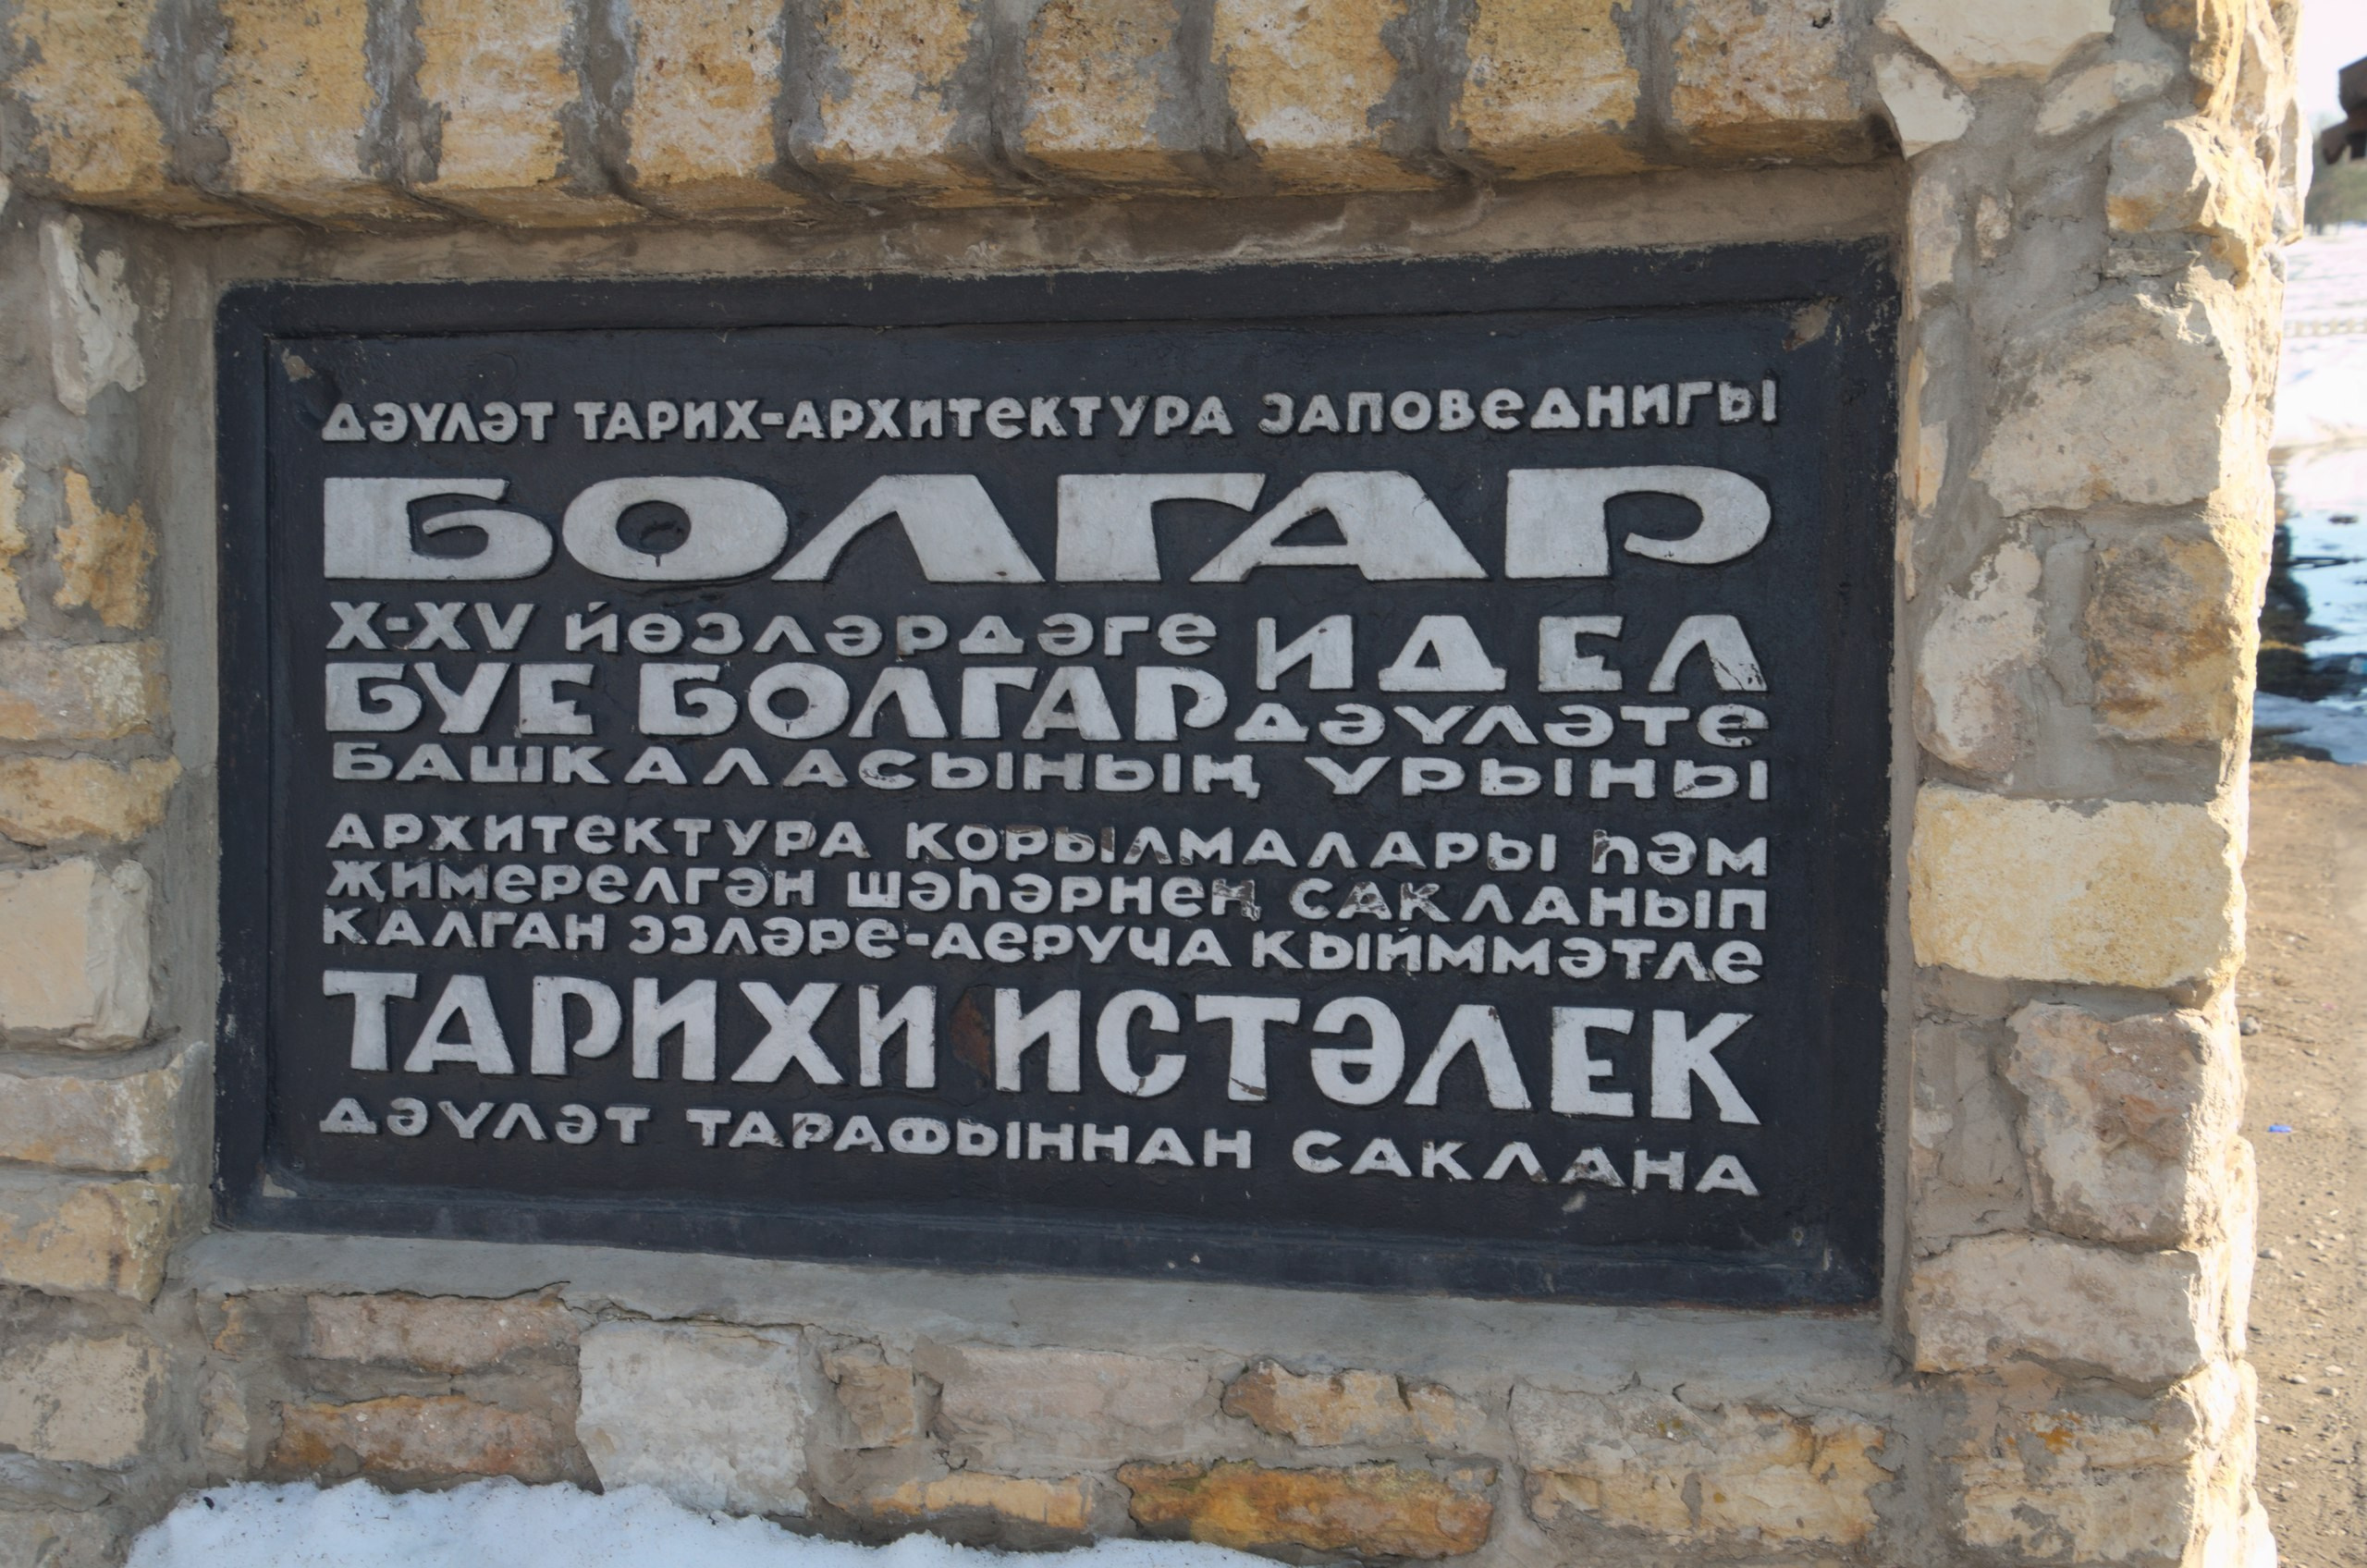 ДӘҮЛӘТ ТАРИХ-АРХИТЕКТУРА ЗАПОВЕДНИГЫ
БОЛГАР
X-XV ЙӨЗЛӘРДӘГЕ ИДЕЛ
БУЕ БОЛГАР ДӘҮЛӘТЕ
БАШКАЛАСЫНЫҢ УРЫНЫ
АРХИТЕКТУРА КОРЫЛМАЛАРЫ ҺӘМ
ҖИМЕРЕЛГӘН ШӘҺӘРНЕҢ САКЛАНЫП
КАЛГАН ЭЗЛӘРЕ-АЕРУЧА КЫЙММӘТЛЕ
ТАРИХИ ИСТӘЛЕК
ДӘҮЛӘТ ТАРАФЫННАН САКЛАНА